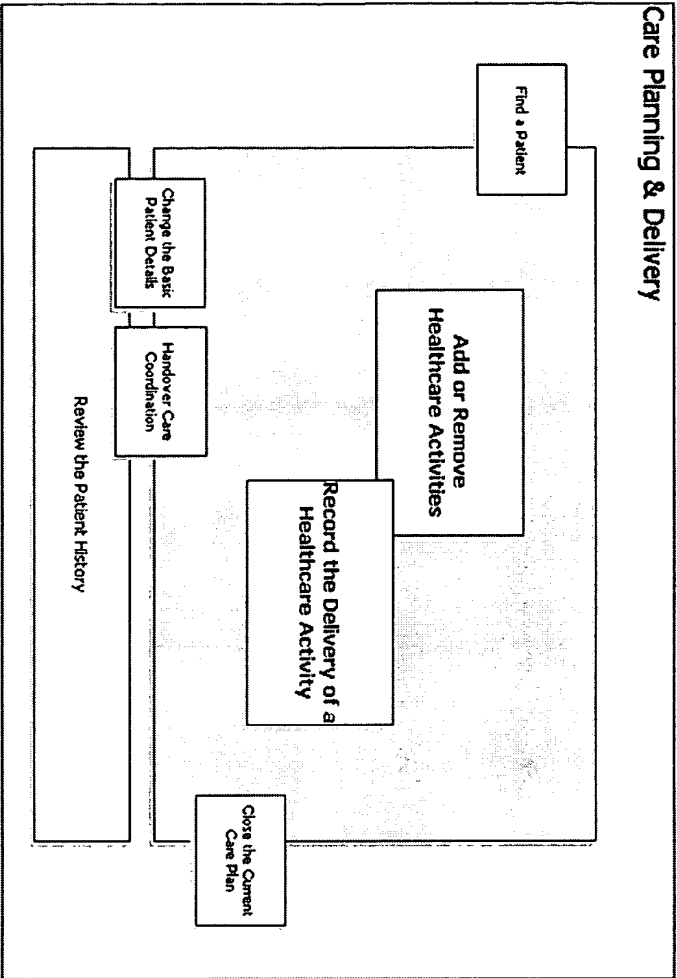 Care Planning & Delivery
Find a Patient
Add or Remove
Healthcare Activities
Record the Delivery of a
Healthcare Activity
Change the Basic
Patient Details
Handover Care
Coordination
Close the Current
Care Plan
Review the Patient History